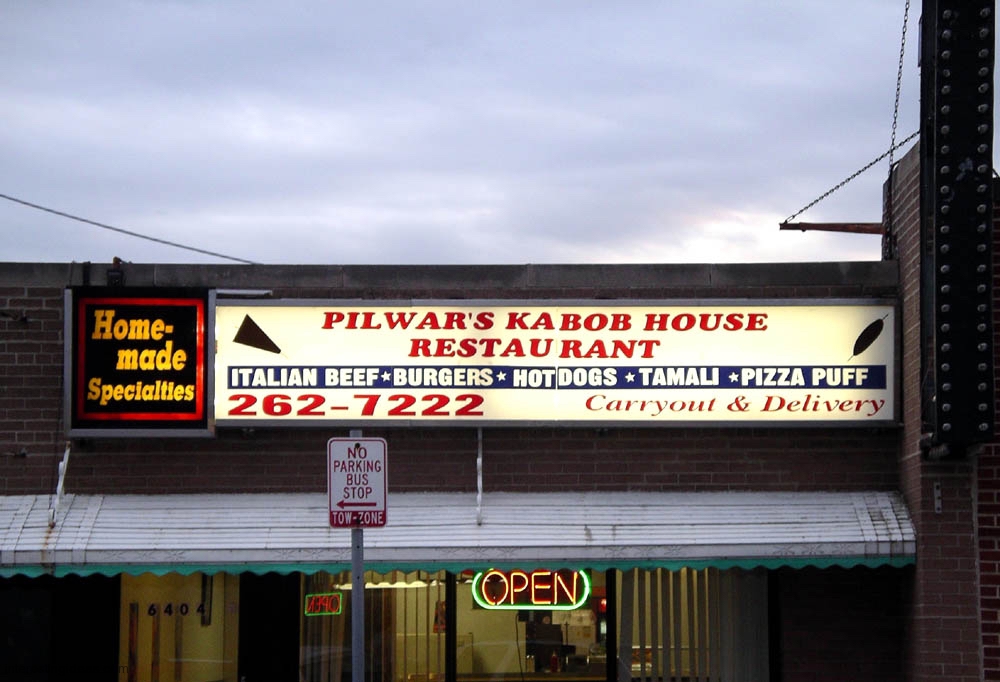 Home-
made
Specialties
PILWAR'S KABOB HOUSE
RESTAURANT
ITALIAN BEEF★BURGERS★HOT DOGS★TAMALI★PIZZA PUFF
262-7222
Carryout & Delivery
NO
PARKING
BUS
STOP
TOW-ZONE
6404
OPEN
OPEN